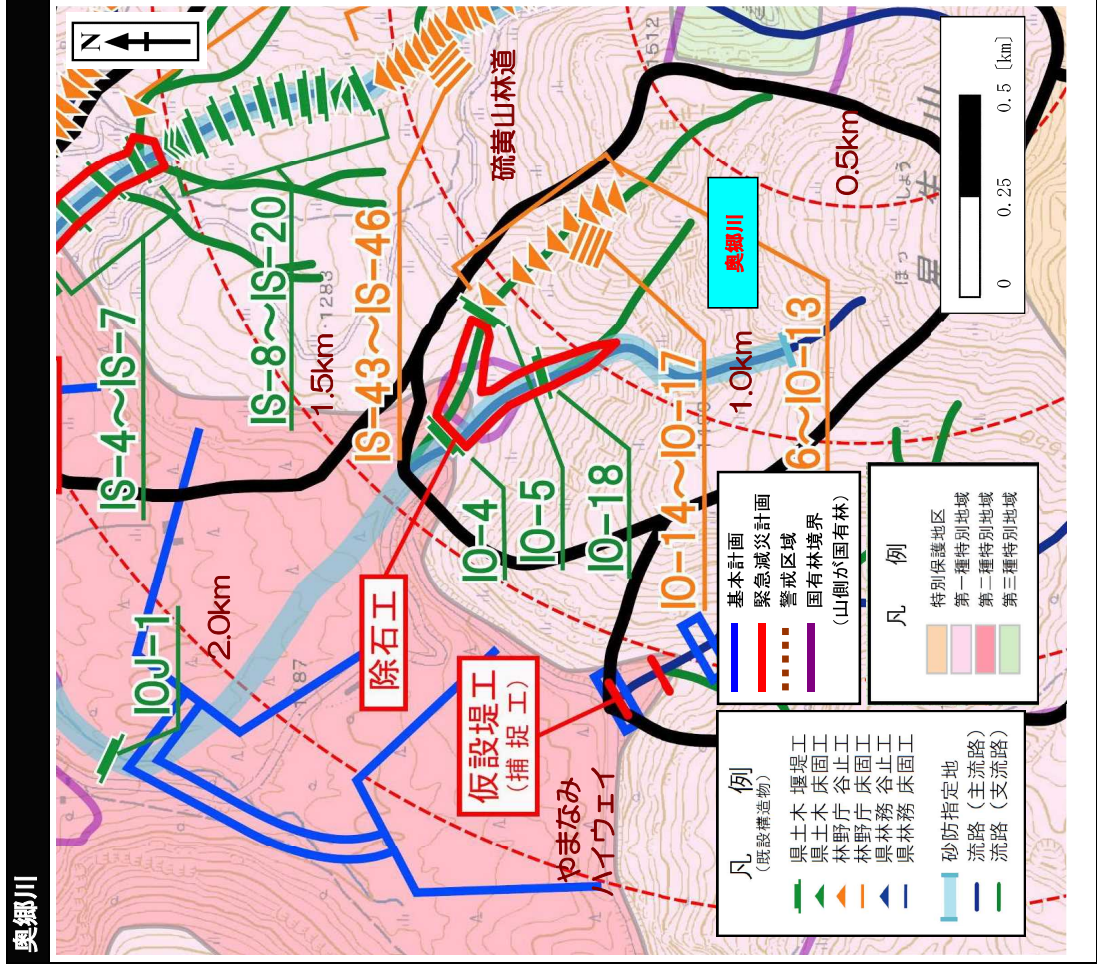 奥郷川
N
IS-4～IS-7
IS-8～IS-20
IS-43～IS-46
硫黄山林道
1512
1283
1.5km
2.0km
1.0km
0.5km
IOJ-1
1187
除石工
仮設堤工
(捕捉工)
やまなみ
ハイウェイ
IO-4
IO-5
IO-18
IO-14～IO-17
6～IO-13
奥郷川
ほっしょう
星生山
0
0.25
0.5 [km]
基本計画
緊急減災計画
警戒区域
国有林境界
(山側が国有林)
凡 例
特別保護地区
第一種特別地域
第二種特別地域
第三種特別地域
凡 例
(既設構造物)
県土木 堰堤工
県土木 床固工
林野庁 谷止工
林野庁 床固工
県林務 谷止工
県林務 床固工
砂防指定地
流路 (主流路)
流路 (支流路)